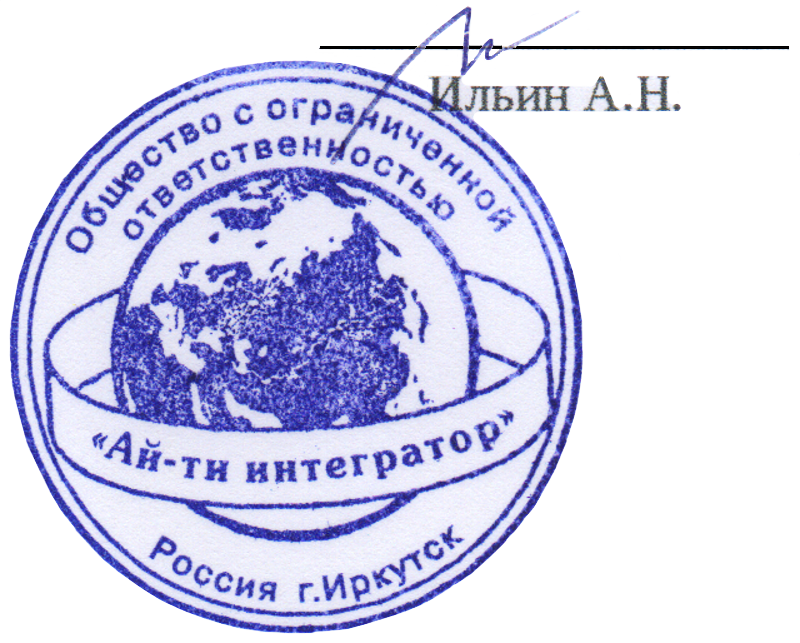 Ильин А.Н.
Общество с ограниченной
ответственностью
«Ай-ти интегратор»
Россия г.Иркутск